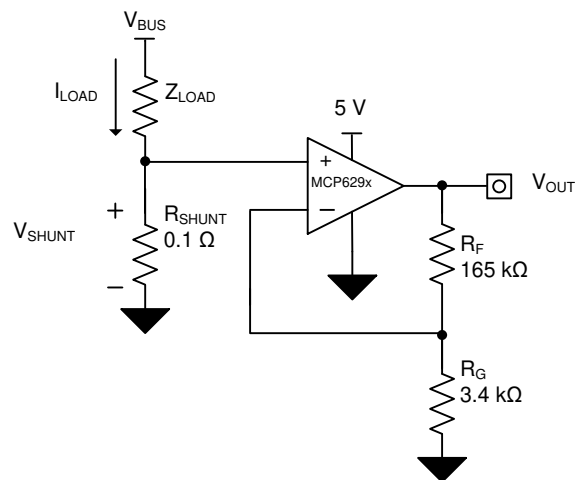 VBUS
ILOAD
ZLOAD
5 V
+
MCP629x
−
VOUT
+
VSHUNT
−
RSHUNT
0.1 Ω
RF
165 kΩ
RG
3.4 kΩ